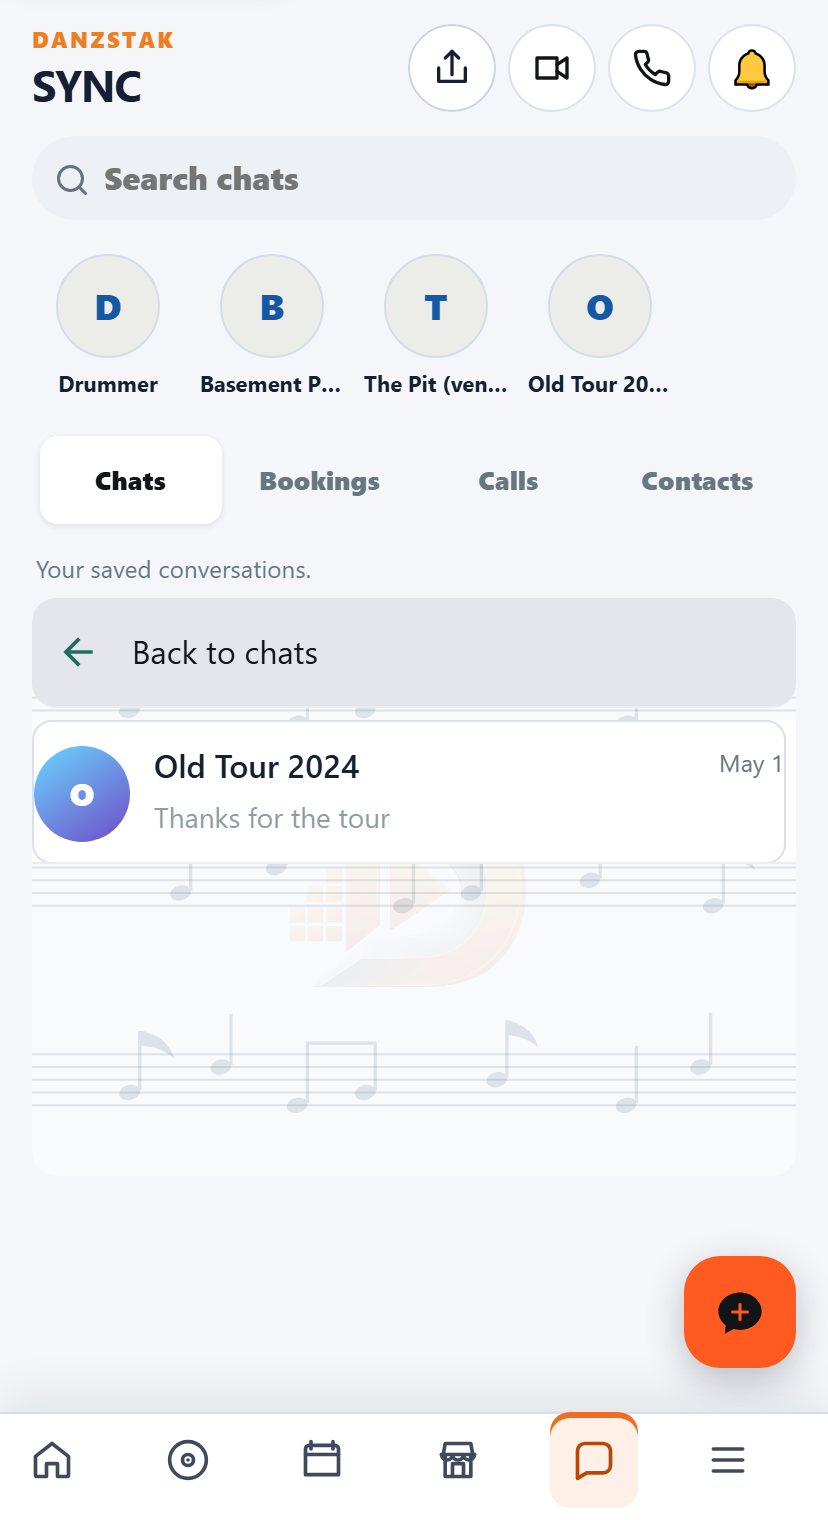 DANZSTAK
SYNC
Search chats
D
B
T
O
Drummer
Basement P...
The Pit (ven...
Old Tour 20...
Chats
Bookings
Calls
Contacts
Your saved conversations.
Back to chats
O
Old Tour 2024
May 1
Thanks for the tour